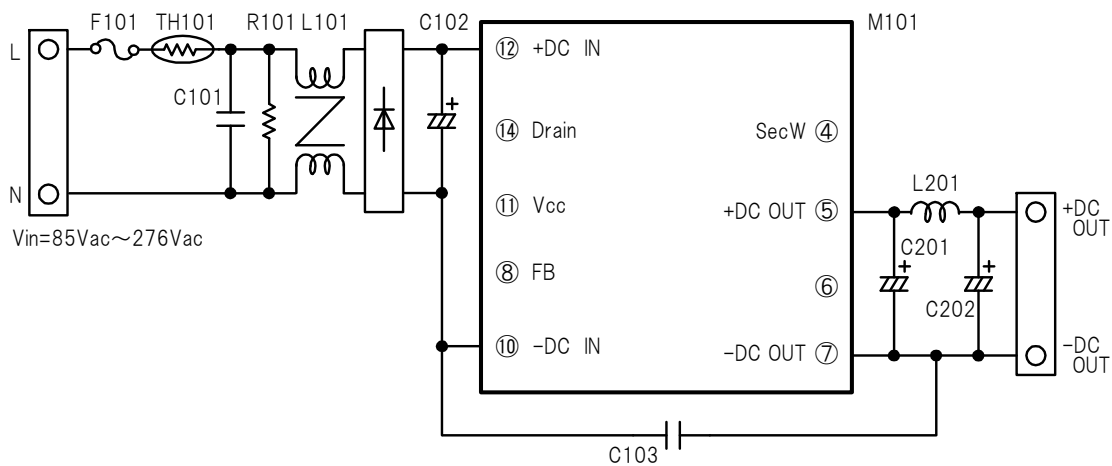 F101
TH101
R101
L101
C102
M101
L
⑫ +DC IN
C101
⑭ Drain
SecW ④
N
⑪ Vcc
+DC OUT ⑤
L201
+DC
OUT
Vin=85Vac～276Vac
C201
⑧ FB
⑥
C202
⑩ -DC IN
-DC OUT ⑦
-DC
OUT
C103